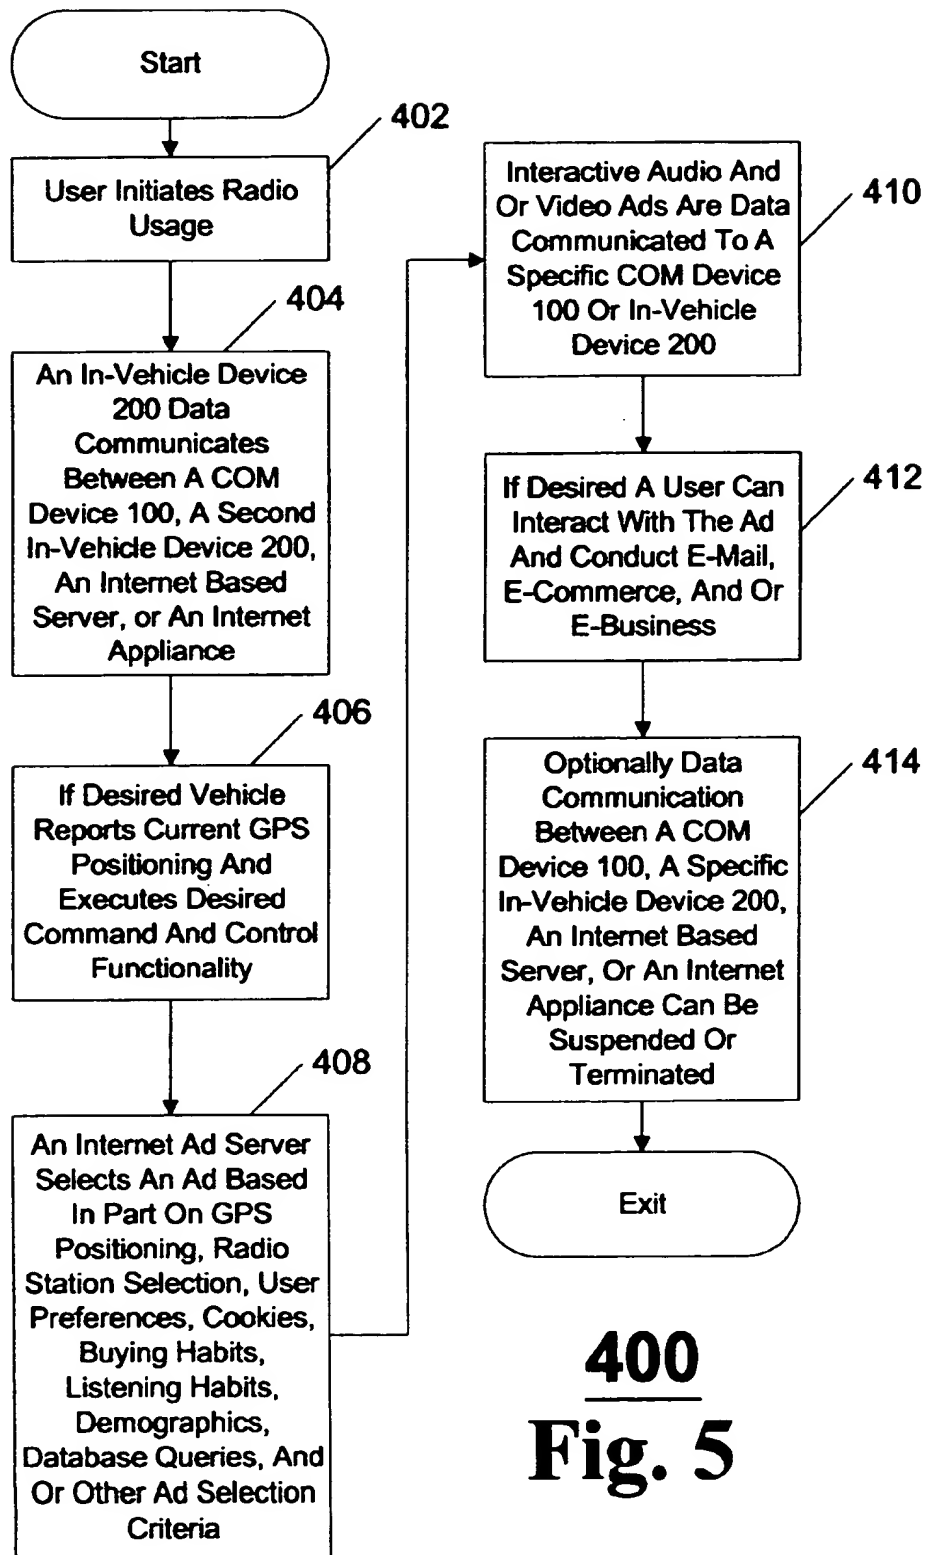 Start
402
User Initiates Radio
Usage
404
An In-Vehicle Device
200 Data
Communicates
Between A COM
Device 100, A Second
In-Vehicle Device 200,
An Internet Based
Server, or An Internet
Appliance
406
If Desired Vehicle
Reports Current GPS
Positioning And
Executes Desired
Command And Control
Functionality
408
An Internet Ad Server
Selects An Ad Based
In Part On GPS
Positioning, Radio
Station Selection, User
Preferences, Cookies,
Buying Habits,
Listening Habits,
Demographics,
Database Queries, And
Or Other Ad Selection
Criteria
410
Interactive Audio And
Or Video Ads Are Data
Communicated To A
Specific COM Device
100 Or In-Vehicle
Device 200
412
If Desired A User Can
Interact With The Ad
And Conduct E-Mail,
E-Commerce, And Or
E-Business
414
Optionally Data
Communication
Between A COM
Device 100, A Specific
In-Vehicle Device 200,
An Internet Based
Server, Or An Internet
Appliance Can Be
Suspended Or
Terminated
Exit
400
Fig. 5